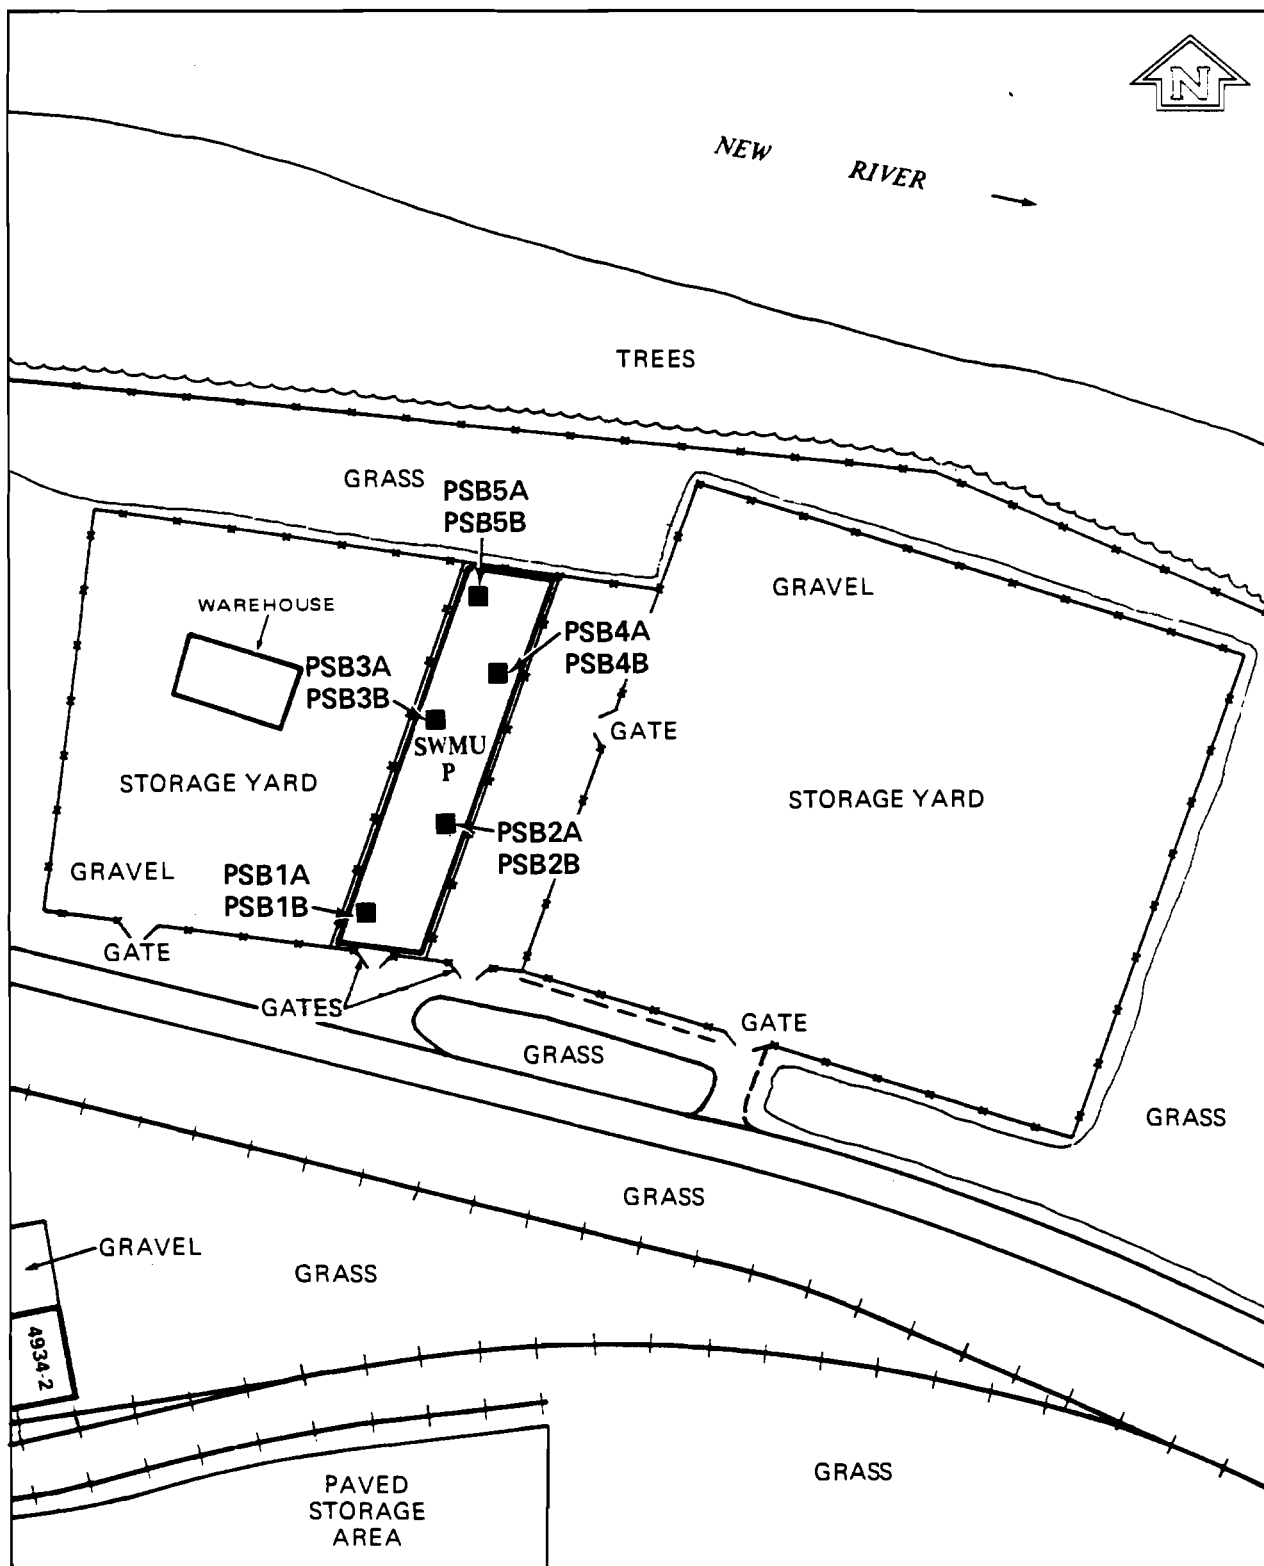 N
NEW RIVER
TREES
GRASS
PSB5A
PSB5B
GRAVEL
WAREHOUSE
PSB4A
PSB4B
PSB3A
PSB3B
GATE
SWMU
P
STORAGE YARD
STORAGE YARD
PSB2A
PSB2B
GRAVEL
PSB1A
PSB1B
GATE
GATES
GATE
GRASS
GRASS
GRASS
GRAVEL
GRASS
4934-2
GRASS
PAVED
STORAGE
AREA